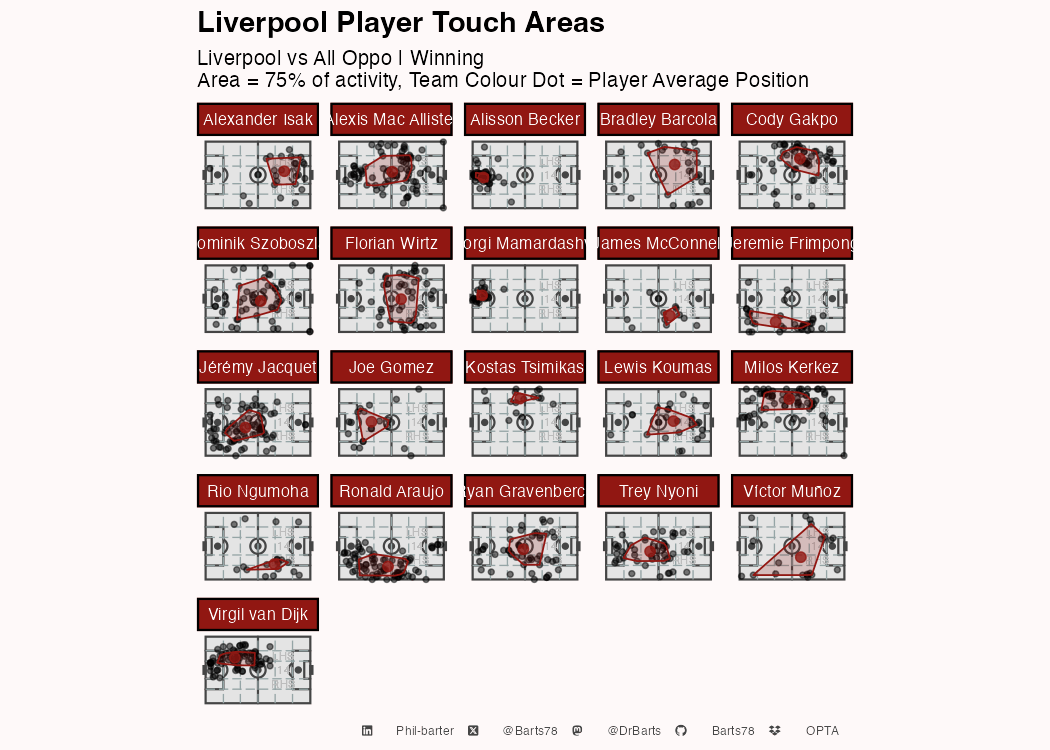 Liverpool Player Touch Areas
Liverpool vs All Oppo | Winning
Area = 75% of activity, Team Colour Dot = Player Average Position
Alexander Isak
Alexis Mac Alliste
Alisson Becker
Bradley Barcola
Cody Gakpo
ominik Szoboszl
Florian Wirtz
orgi Mamardashv
James McConnel
Jeremie Frimpong
Jérémy Jacquet
Joe Gomez
Kostas Tsimikas
Lewis Koumas
Milos Kerkez
Rio Ngumoha
Ronald Araujo
Ryan Gravenberc
Trey Nyoni
Víctor Muñoz
Virgil van Dijk
Phil-barter @Barts78 @DrBarts Barts78 OPTA